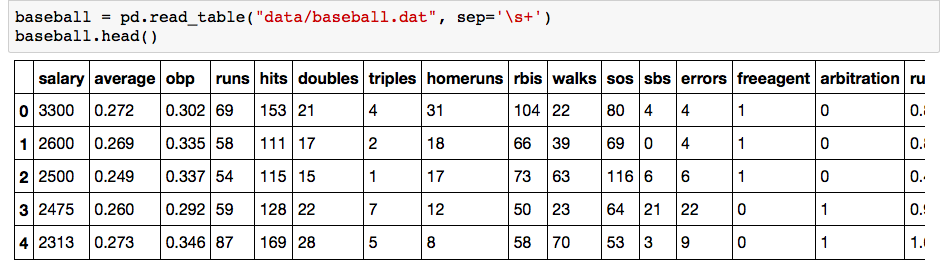 baseball = pd.read_table("data/baseball.dat", sep='\s+')
baseball.head()
salary average obp runs hits doubles triples homeruns rbis walks sos sbs errors freeagent arbitration ru
0 3300 0.272 0.302 69 153 21 4 31 104 22 80 4 4 1 0 0.
1 2600 0.269 0.335 58 111 17 2 18 66 39 69 0 4 1 0 0.
2 2500 0.249 0.337 54 115 15 1 17 73 63 116 6 6 1 0 0.
3 2475 0.260 0.292 59 128 22 7 12 50 23 64 21 22 0 1 0.
4 2313 0.273 0.346 87 169 28 5 8 58 70 53 3 9 0 1 1.